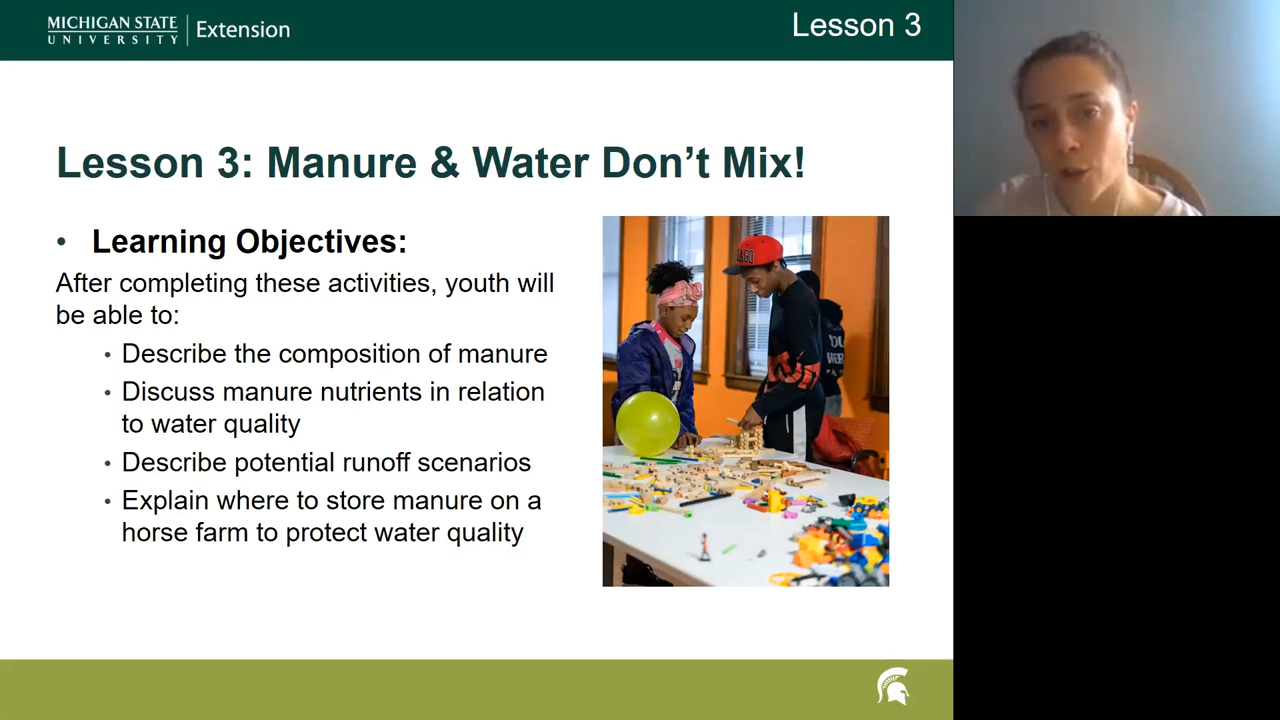 MICHIGAN STATE
UNIVERSITY
Extension
Lesson 3
Lesson 3: Manure & Water Don’t Mix!
• Learning Objectives:
After completing these activities, youth will
be able to:
• Describe the composition of manure
• Discuss manure nutrients in relation
to water quality
• Describe potential runoff scenarios
• Explain where to store manure on a
horse farm to protect water quality